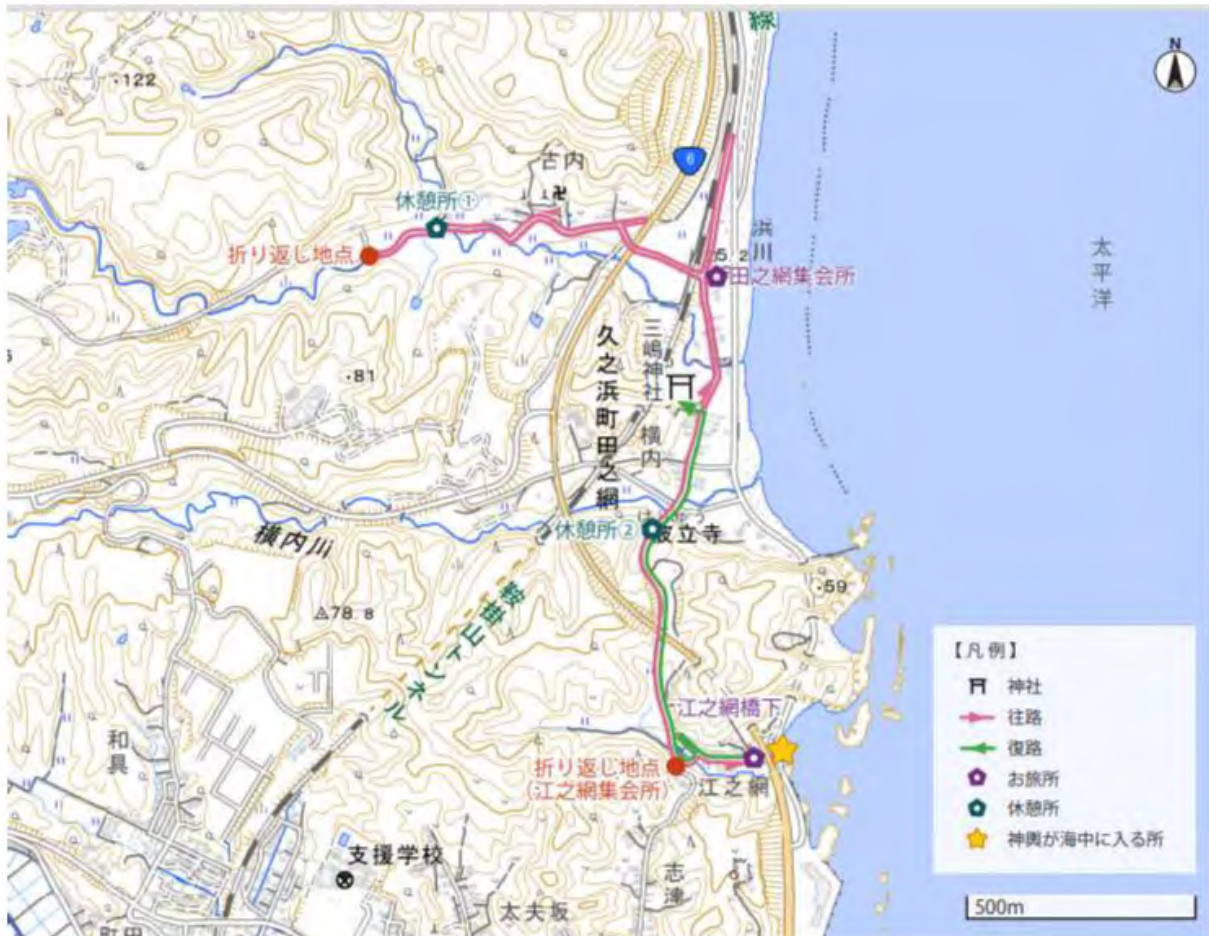 線
N
122
50
古内
6
休憩所①
折り返し地点
浜川
5.2
田之網集会所
太平洋
三嶋神社
久之浜町田之網
81
横内
休憩所②
波立寺
横内川
59
78.8
鞍掛山トンネル
江之網橋下
和具
折り返し地点
(江之網集会所)
江之網
支援学校
志津
太夫坂
町田
【凡例】
神社
往路
復路
お旅所
休憩所
神輿が海中に入る所
500m